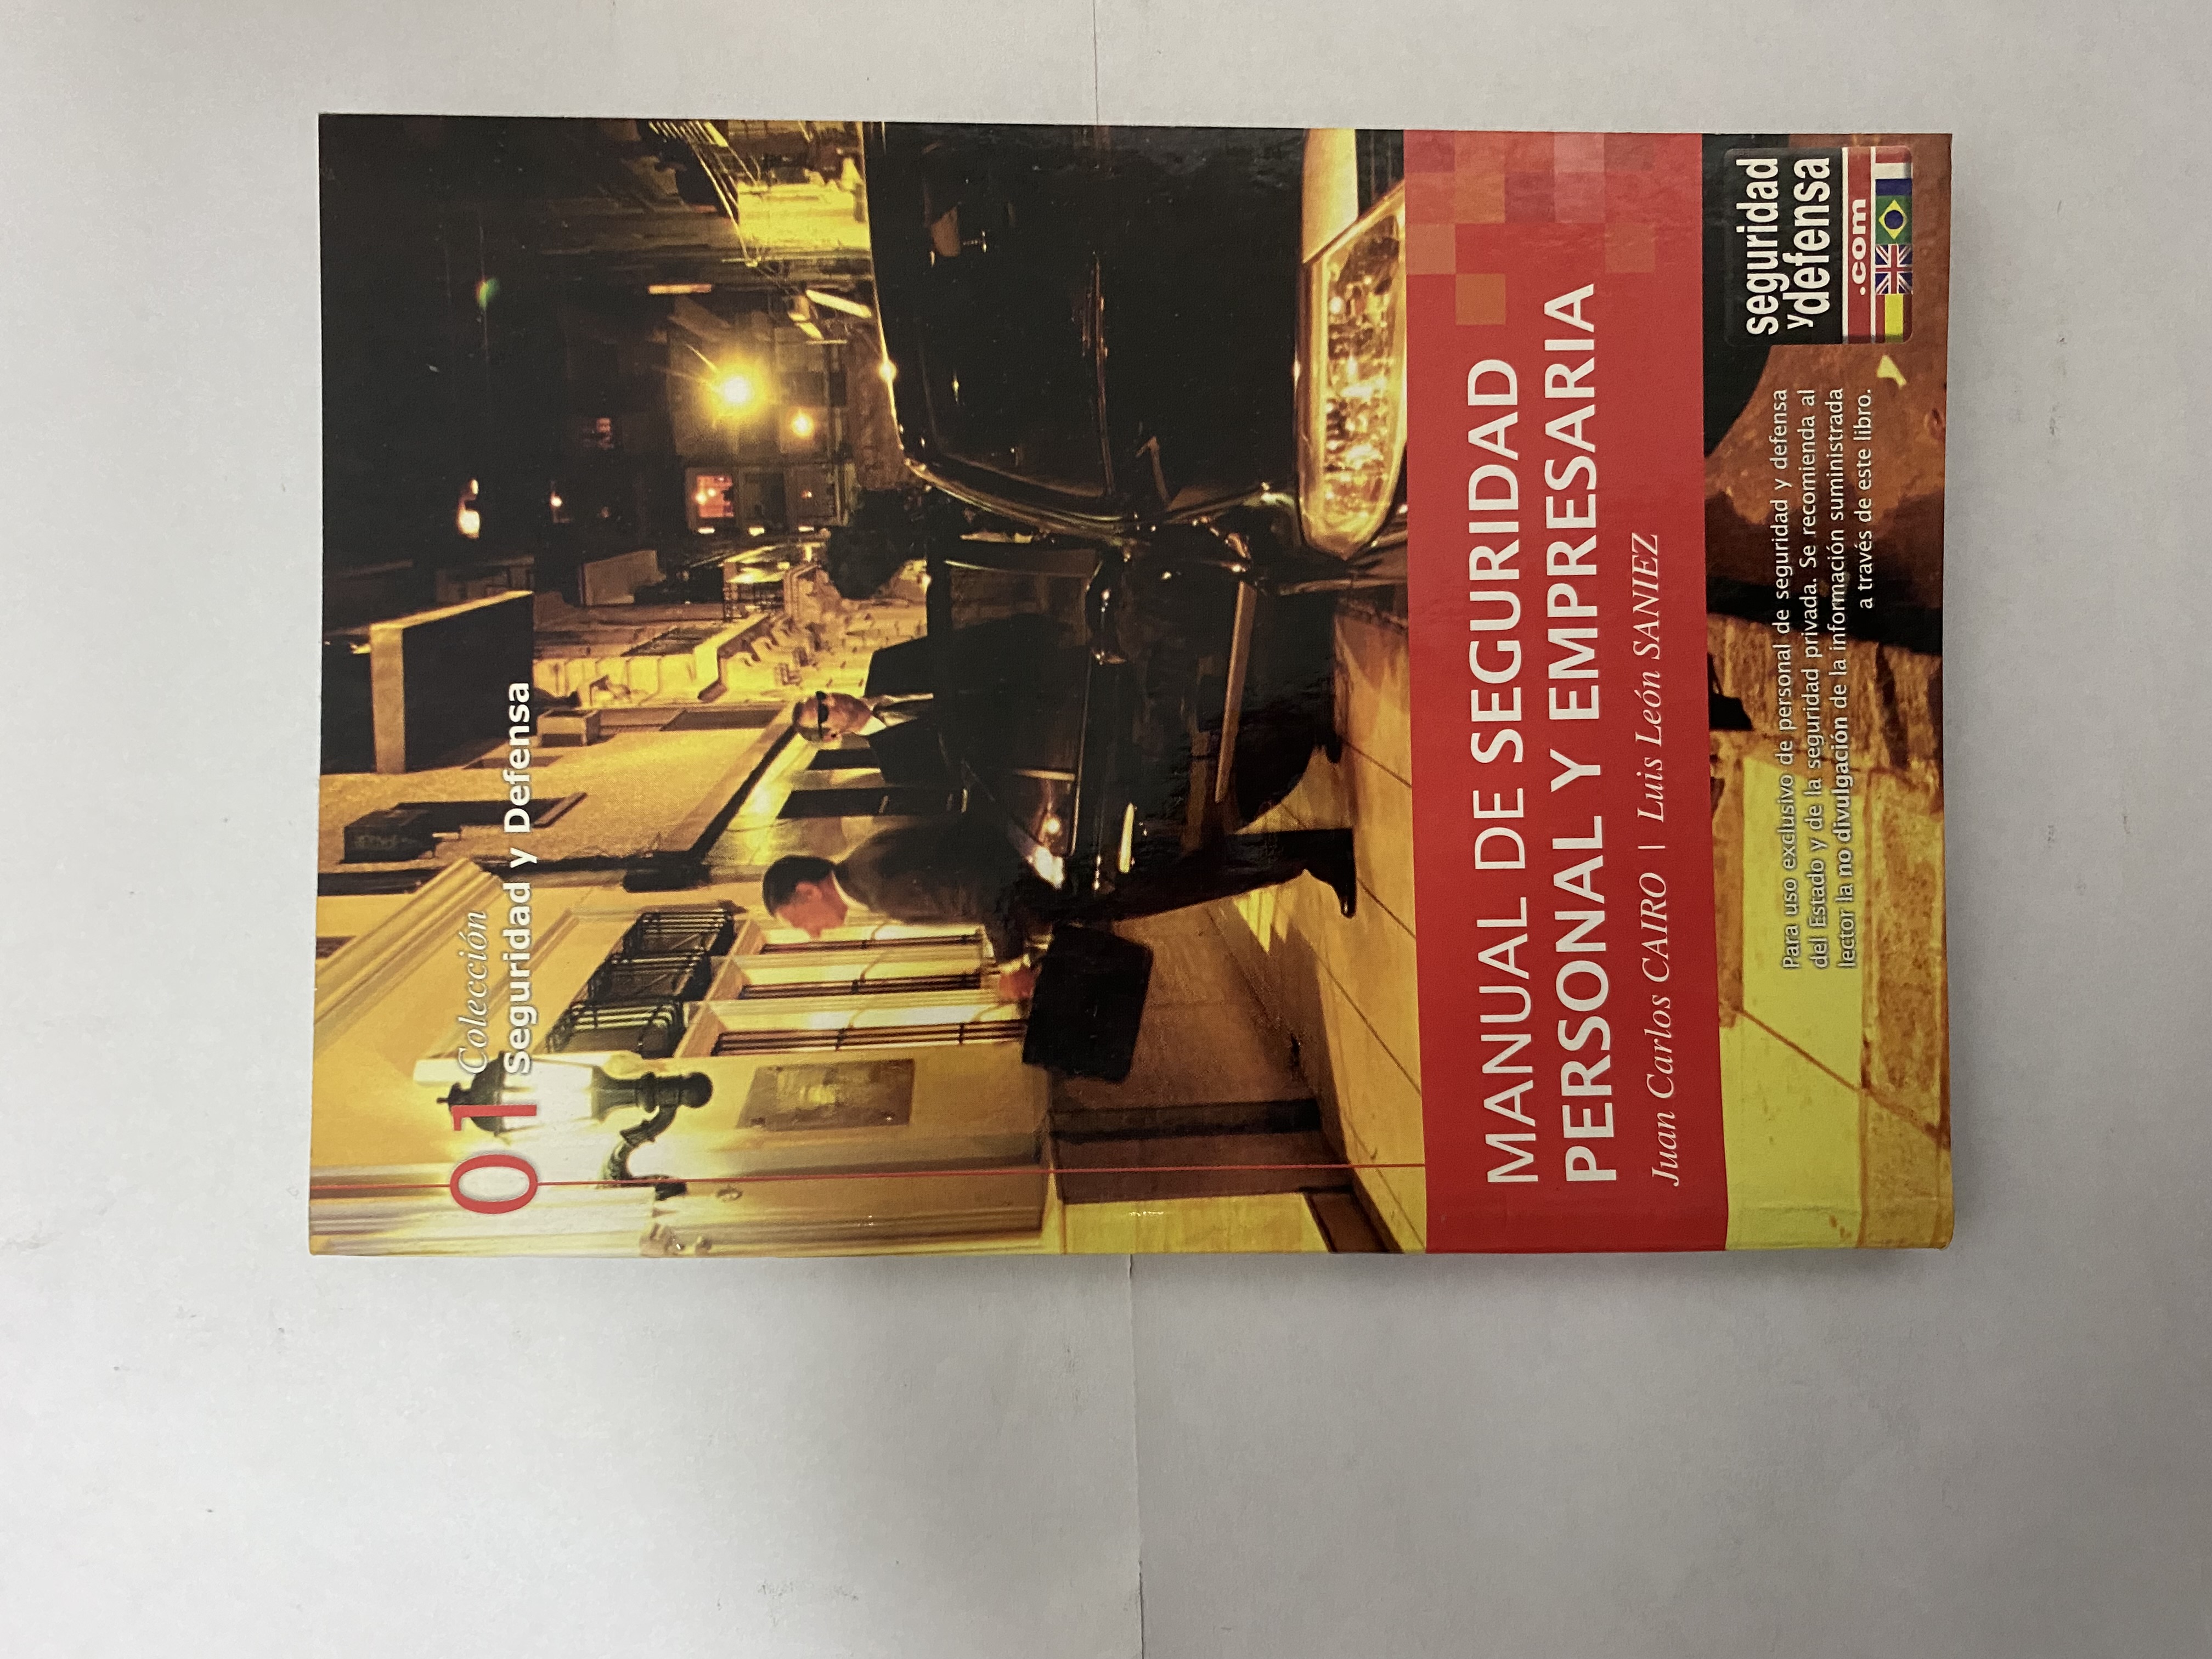 01 Colección
Seguridad y Defensa
MANUAL DE SEGURIDAD
PERSONAL Y EMPRESARIA
Juan Carlos CAIRO | Luis León SANIEZ
Para uso exclusivo de personal de seguridad y defensa
del Estado y de la seguridad privada. Se recomienda al
lector la no divulgación de la información suministrada
a través de este libro.
seguridad
y defensa
.com